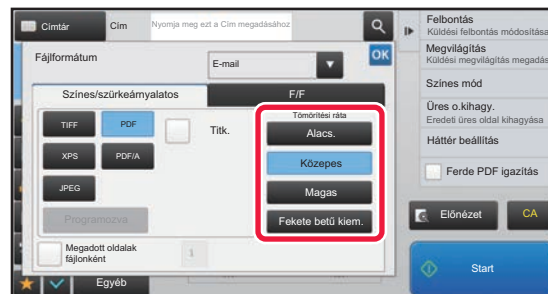 Címtár
Cím
Nyomja meg ezt a Cím megadásához
Fájlformátum
E-mail
OK
Színes/szürkeárnyalatos
F/F
TIFF
PDF
Titk.
XPS
PDF/A
JPEG
Programozva
Tömörítési ráta
Alacs.
Közepes
Magas
Fekete betű kiem.
Megadott oldalak
fájlonként
1
Egyéb
Felbontás
Küldési felbontás módosítása
Megvilágítás
Küldési megvilágítás megadás
Színes mód
Üres o.kihagy.
Eredeti üres oldal kihagyása
Háttér beállítás
Ferde PDF igazítás
Előnézet
CA
Start